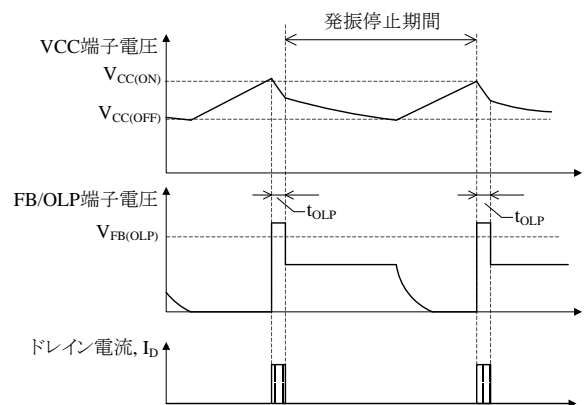 発振停止期間
VCC端子電圧
VCC(ON)
VCC(OFF)
FB/OLP端子電圧
tOLP
tOLP
VFB(OLP)
ドレイン電流, ID